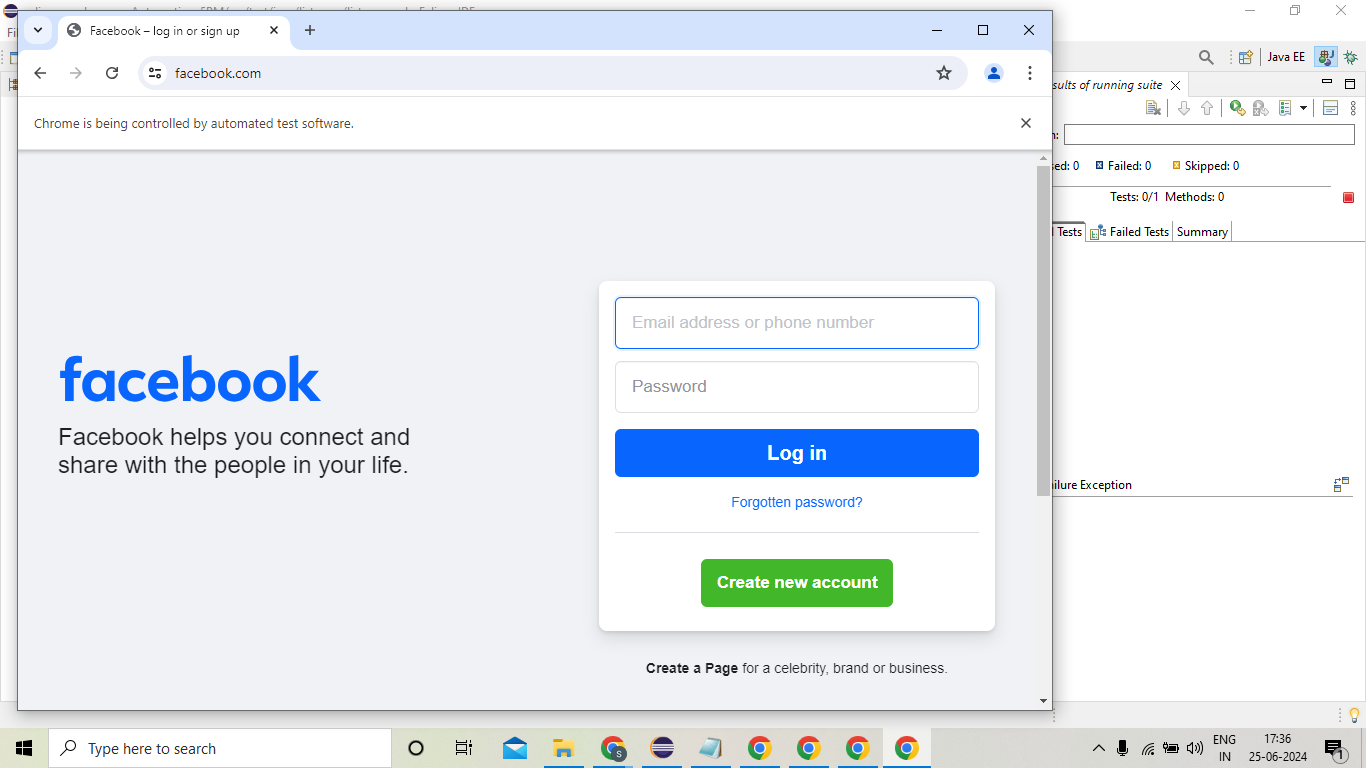 Facebook – log in or sign up
facebook.com
Java EE
sults of running suite
Chrome is being controlled by automated test software.
sed: 0 Failed: 0 Skipped: 0
Tests: 0/1 Methods: 0
Tests Failed Tests Summary
Email address or phone number
facebook
Password
Facebook helps you connect and
share with the people in your life.
Log in
ilure Exception
Forgotten password?
Create new account
Create a Page for a celebrity, brand or business.
Type here to search
S
ENG
IN
17:36
25-06-2024
1